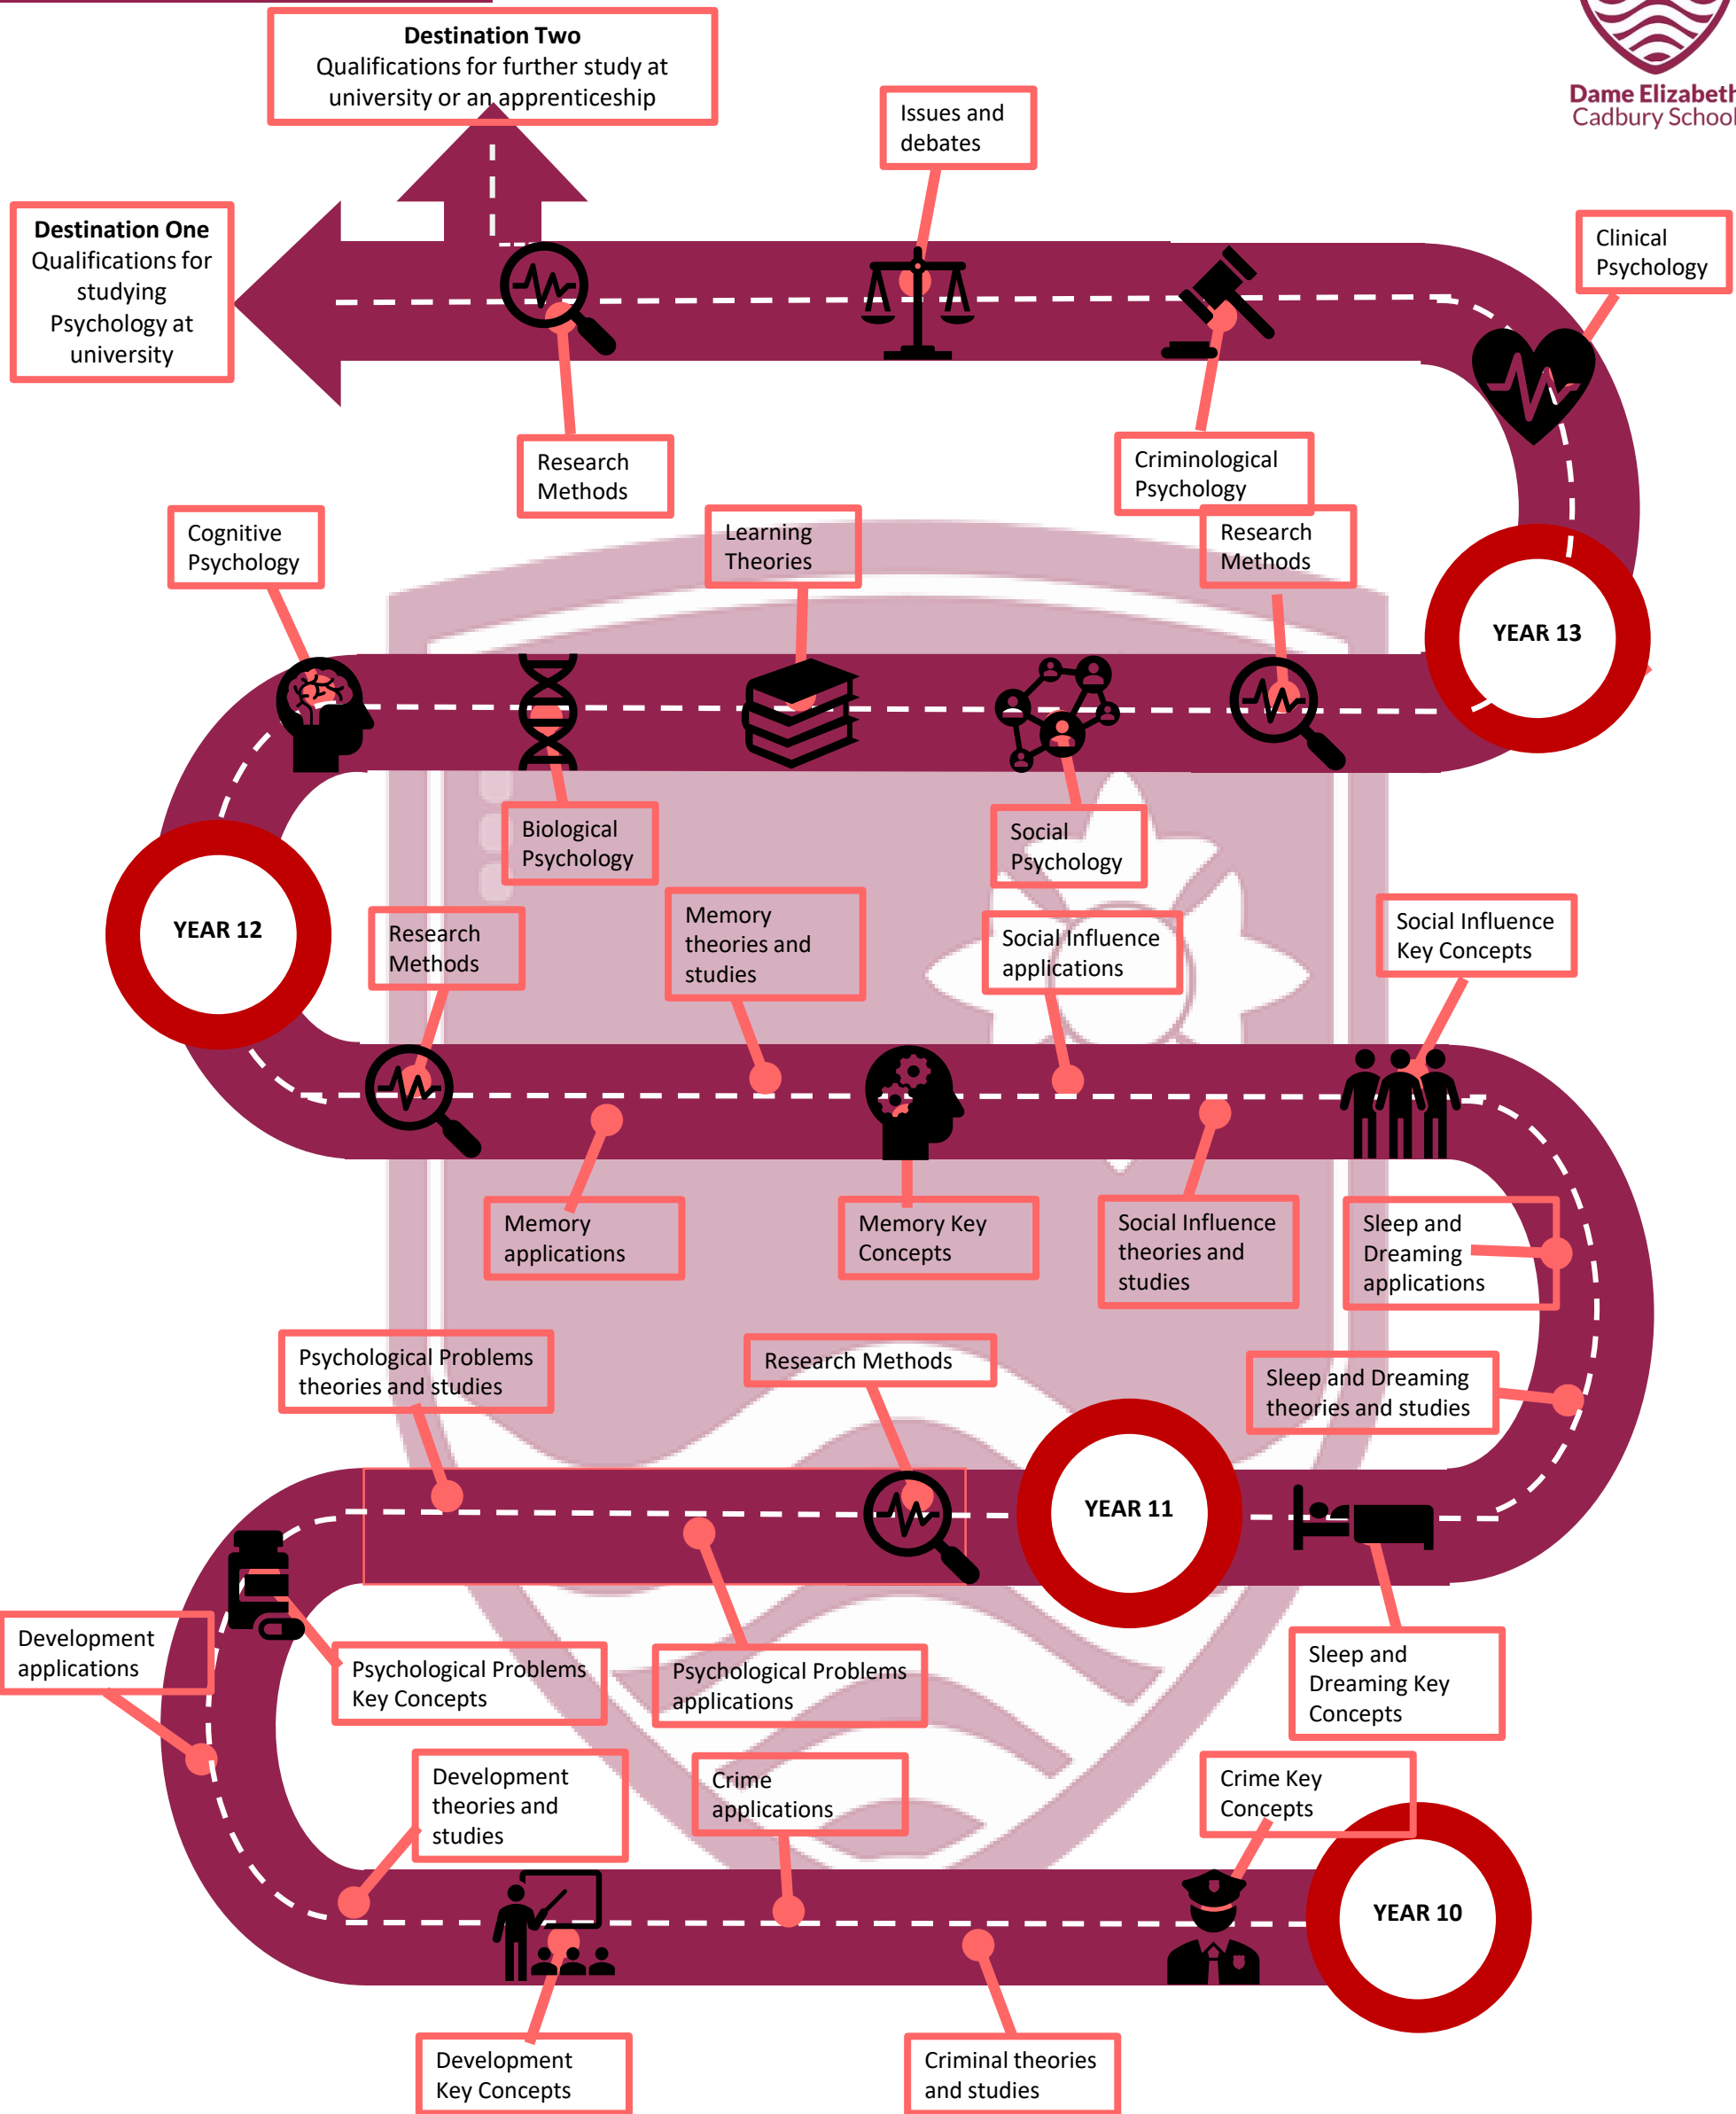 Destination Two
Qualifications for further study at
university or an apprenticeship
Dame Elizabeth
Cadbury School
Issues and
debates
Destination One
Qualifications for
studying
Psychology at
university
Clinical
Psychology
Research
Methods
Criminological
Psychology
Cognitive
Psychology
Learning
Theories
Research
Methods
YEAR 13
Biological
Psychology
Social
Psychology
YEAR 12
Research
Methods
Memory
theories and
studies
Social Influence
applications
Social Influence
Key Concepts
Memory
applications
Memory Key
Concepts
Social Influence
theories and
studies
Sleep and
Dreaming
applications
Psychological Problems
theories and studies
Research Methods
Sleep and Dreaming
theories and studies
YEAR 11
Development
applications
Psychological Problems
Key Concepts
Psychological Problems
applications
Sleep and
Dreaming Key
Concepts
Development
theories and
studies
Crime
applications
Crime Key
Concepts
YEAR 10
Development
Key Concepts
Criminal theories
and studies